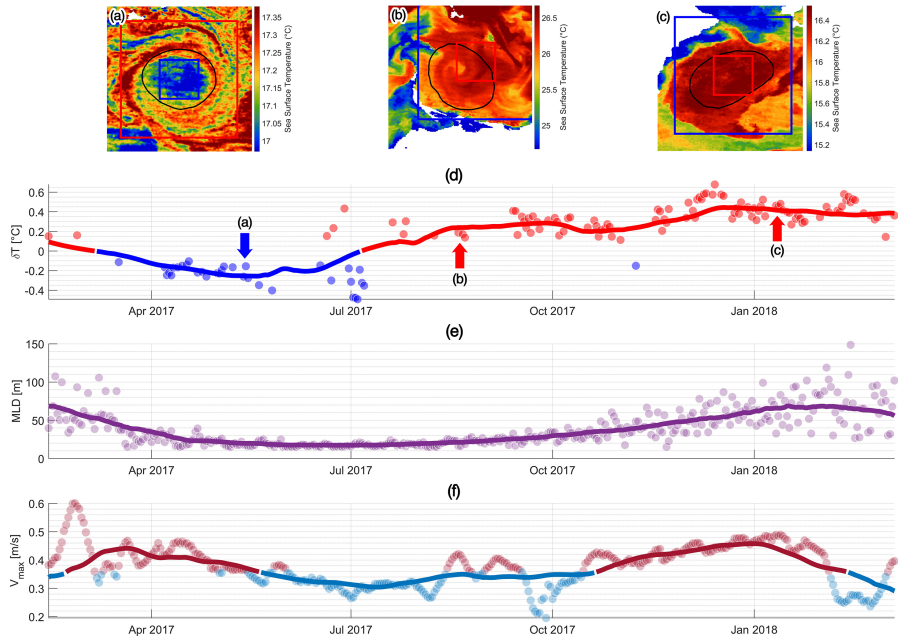 (a)
17.35
17.3
17.25
17.2
17.15
17.1
17.05
17
Sea Surface Temperature (°C)
(b)
26.5
26
25.5
25
Sea Surface Temperature (°C)
(c)
16.4
16.2
16
15.8
15.6
15.4
15.2
Sea Surface Temperature (°C)
(d)
0.6
0.4
0.2
0
-0.2
-0.4
δT [°C]
(a)
(b)
(c)
Apr 2017
Jul 2017
Oct 2017
Jan 2018
(e)
150
100
50
0
MLD [m]
Apr 2017
Jul 2017
Oct 2017
Jan 2018
(f)
0.6
0.5
0.4
0.3
0.2
Vmax [m/s]
Apr 2017
Jul 2017
Oct 2017
Jan 2018